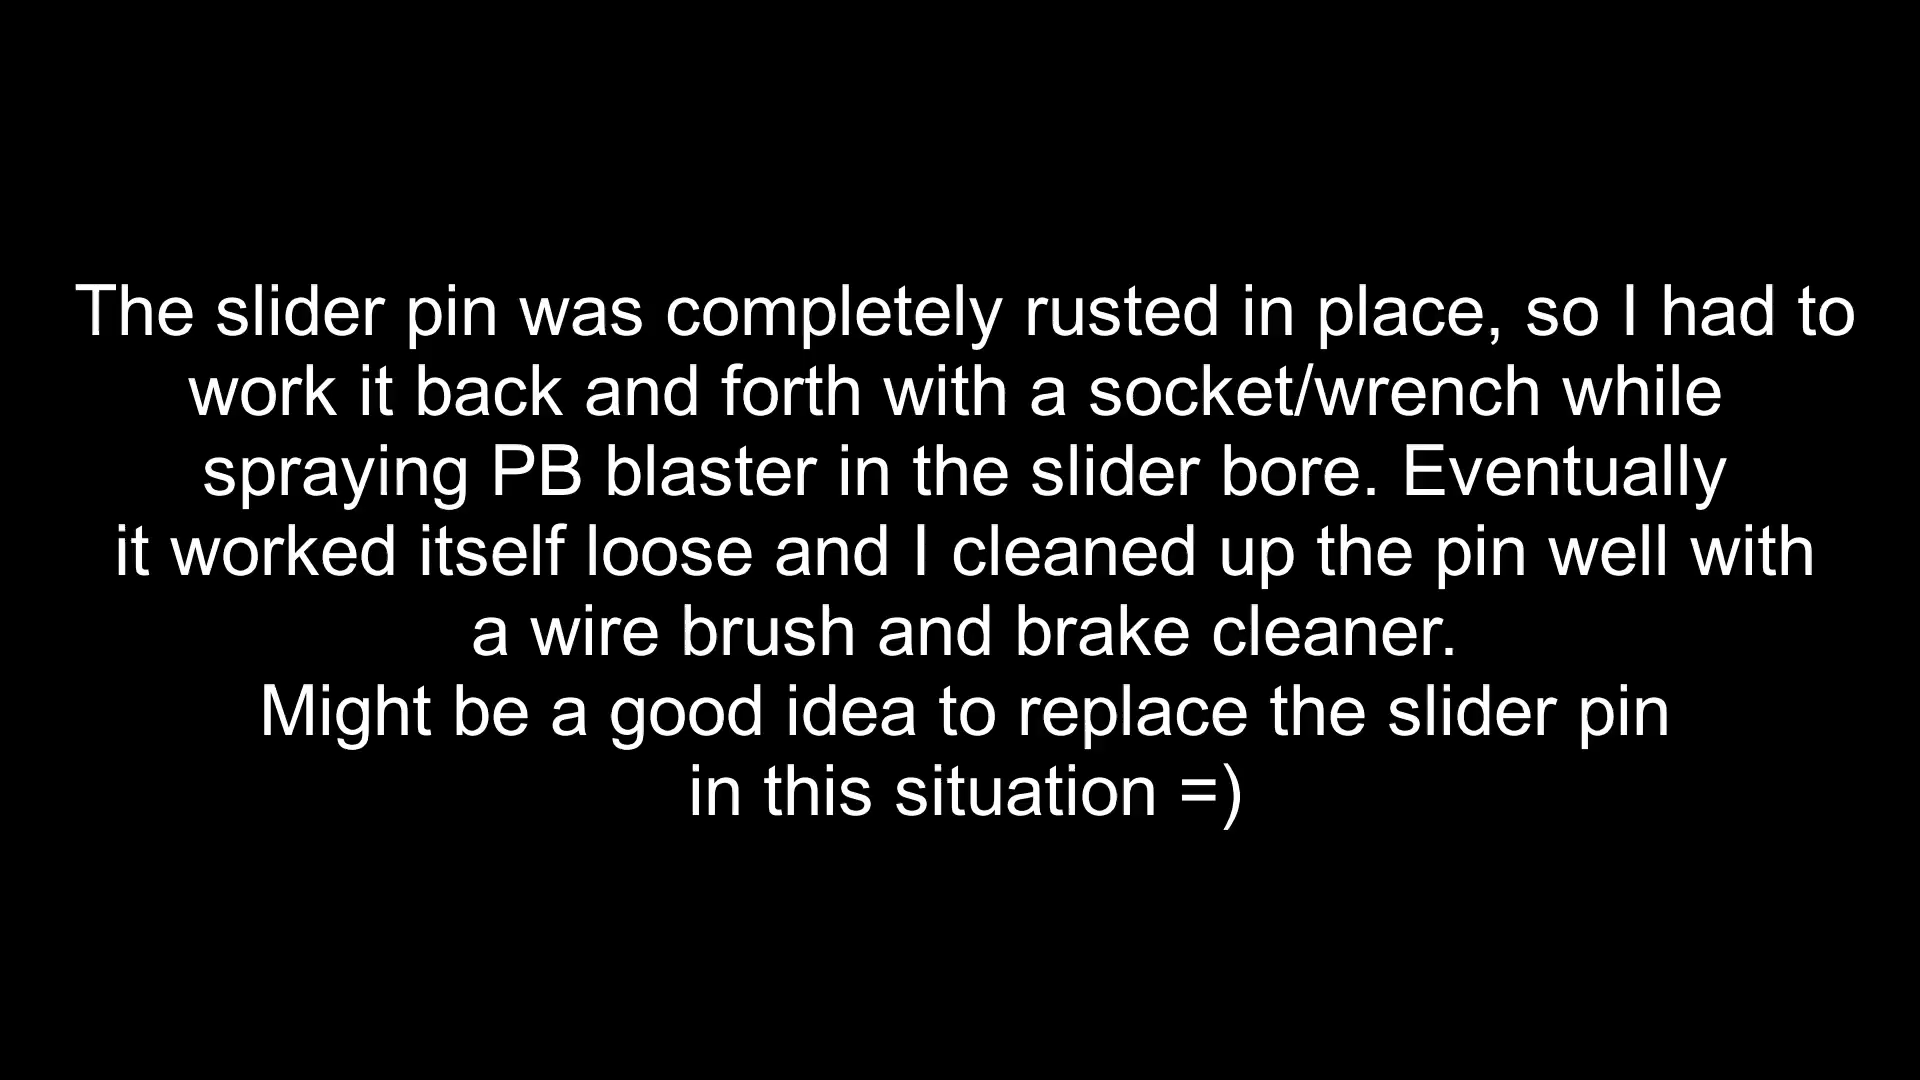 The slider pin was completely rusted in place, so I had to
work it back and forth with a socket/wrench while
spraying PB blaster in the slider bore. Eventually
it worked itself loose and I cleaned up the pin well with
a wire brush and brake cleaner.
Might be a good idea to replace the slider pin
in this situation =)